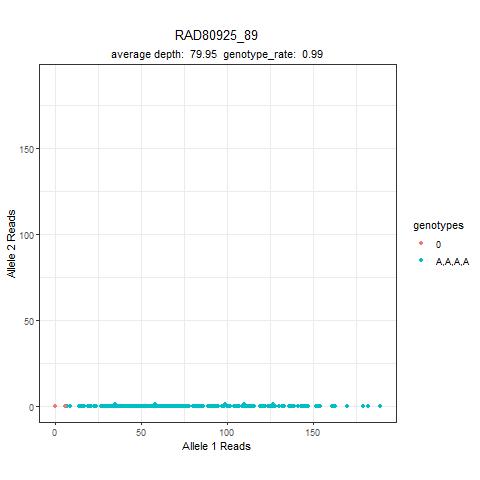 RAD80925_89
average depth: 79.95 genotype_rate: 0.99
Allele 2 Reads
150
100
50
0
0 50 100 150
Allele 1 Reads
genotypes
0
A,A,A,A